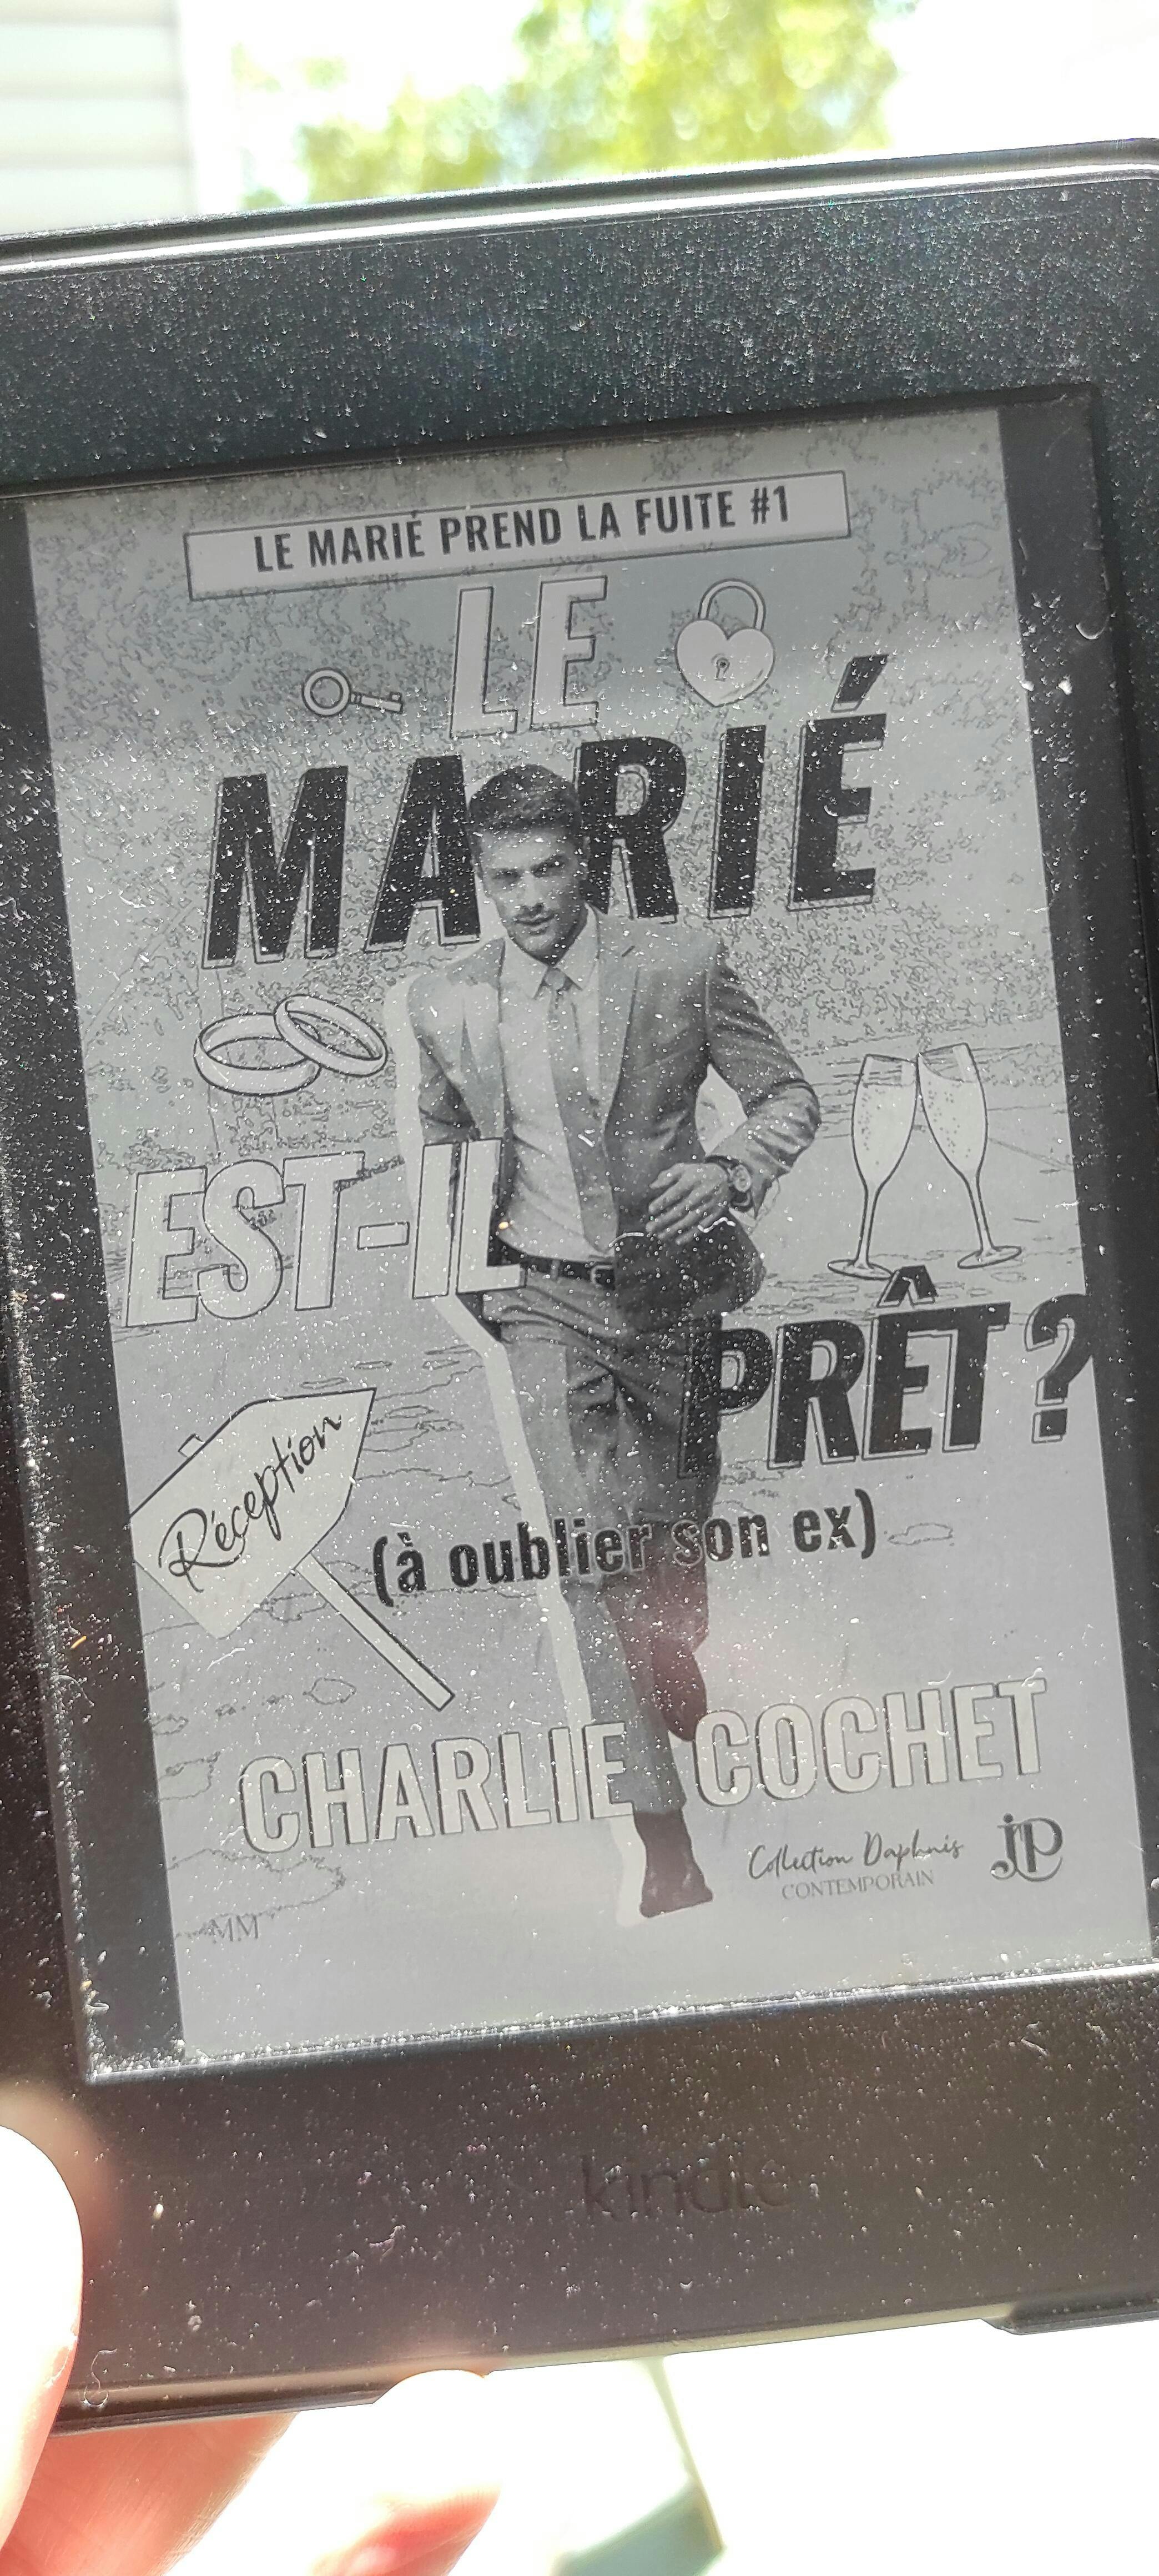 LE MARIÉ PREND LA FUITE #1
LE
MARIÉ
EST-IL
PRÊT ?
Réception
(à oublier son ex)
CHARLIE COCHET
Collection Daphnis
CONTEMPORAIN
jp
MM
kindle